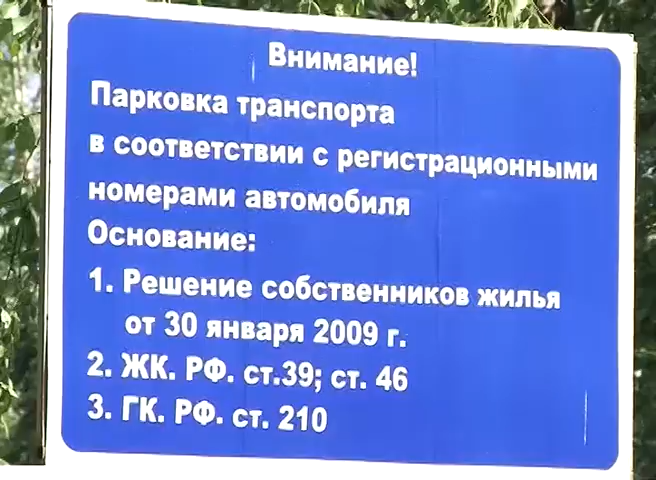 Внимание!
Парковка транспорта
в соответствии с регистрационными
номерами автомобиля
Основание:
1. Решение собственников жилья
от 30 января 2009 г.
2. ЖК. РФ. ст.39; ст. 46
3. ГК. РФ. ст. 210